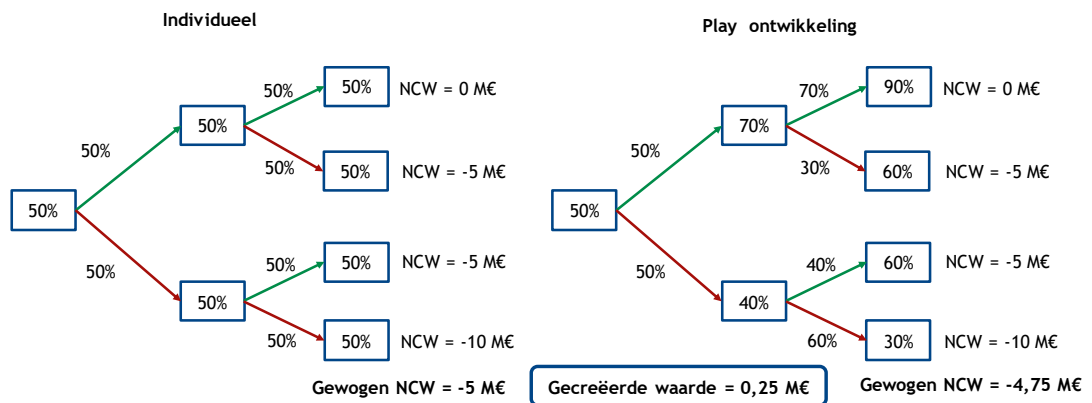 Individueel
50%
50%
50%
50%
50%
50%
NCW = 0 M€
50%
50%
NCW = -5 M€
50%
50%
50%
50%
NCW = -5 M€
50%
50%
NCW = -10 M€
Gewogen NCW = -5 M€
Gecreëerde waarde = 0,25 M€
Play ontwikkeling
50%
50%
70%
70%
90%
NCW = 0 M€
30%
60%
NCW = -5 M€
50%
40%
40%
60%
NCW = -5 M€
60%
30%
NCW = -10 M€
Gewogen NCW = -4,75 M€